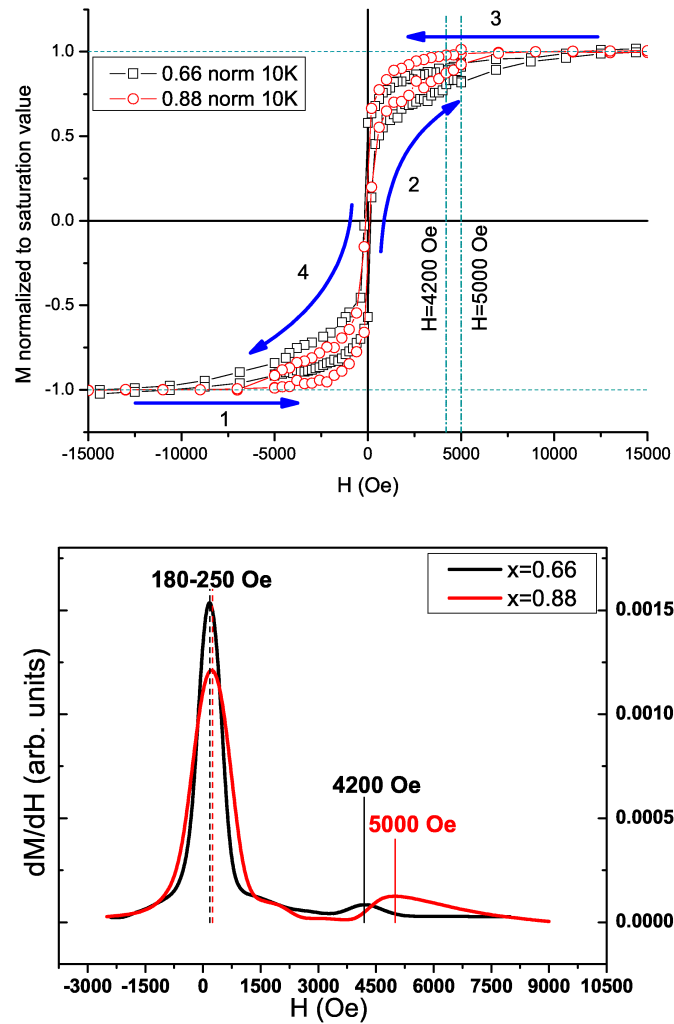 3
1.0
0.66 norm 10K
0.88 norm 10K
0.5
2
M normalized to saturation value
0.0
4
H=4200 Oe
H=5000 Oe
-0.5
-1.0
1
-15000 -10000 -5000 0 5000 10000 15000
H (Oe)
180-250 Oe
x=0.66
x=0.88
0.0015
dM/dH (arb. units)
0.0010
4200 Oe
5000 Oe
0.0005
0.0000
-3000 -1500 0 1500 3000 4500 6000 7500 9000 10500
H (Oe)